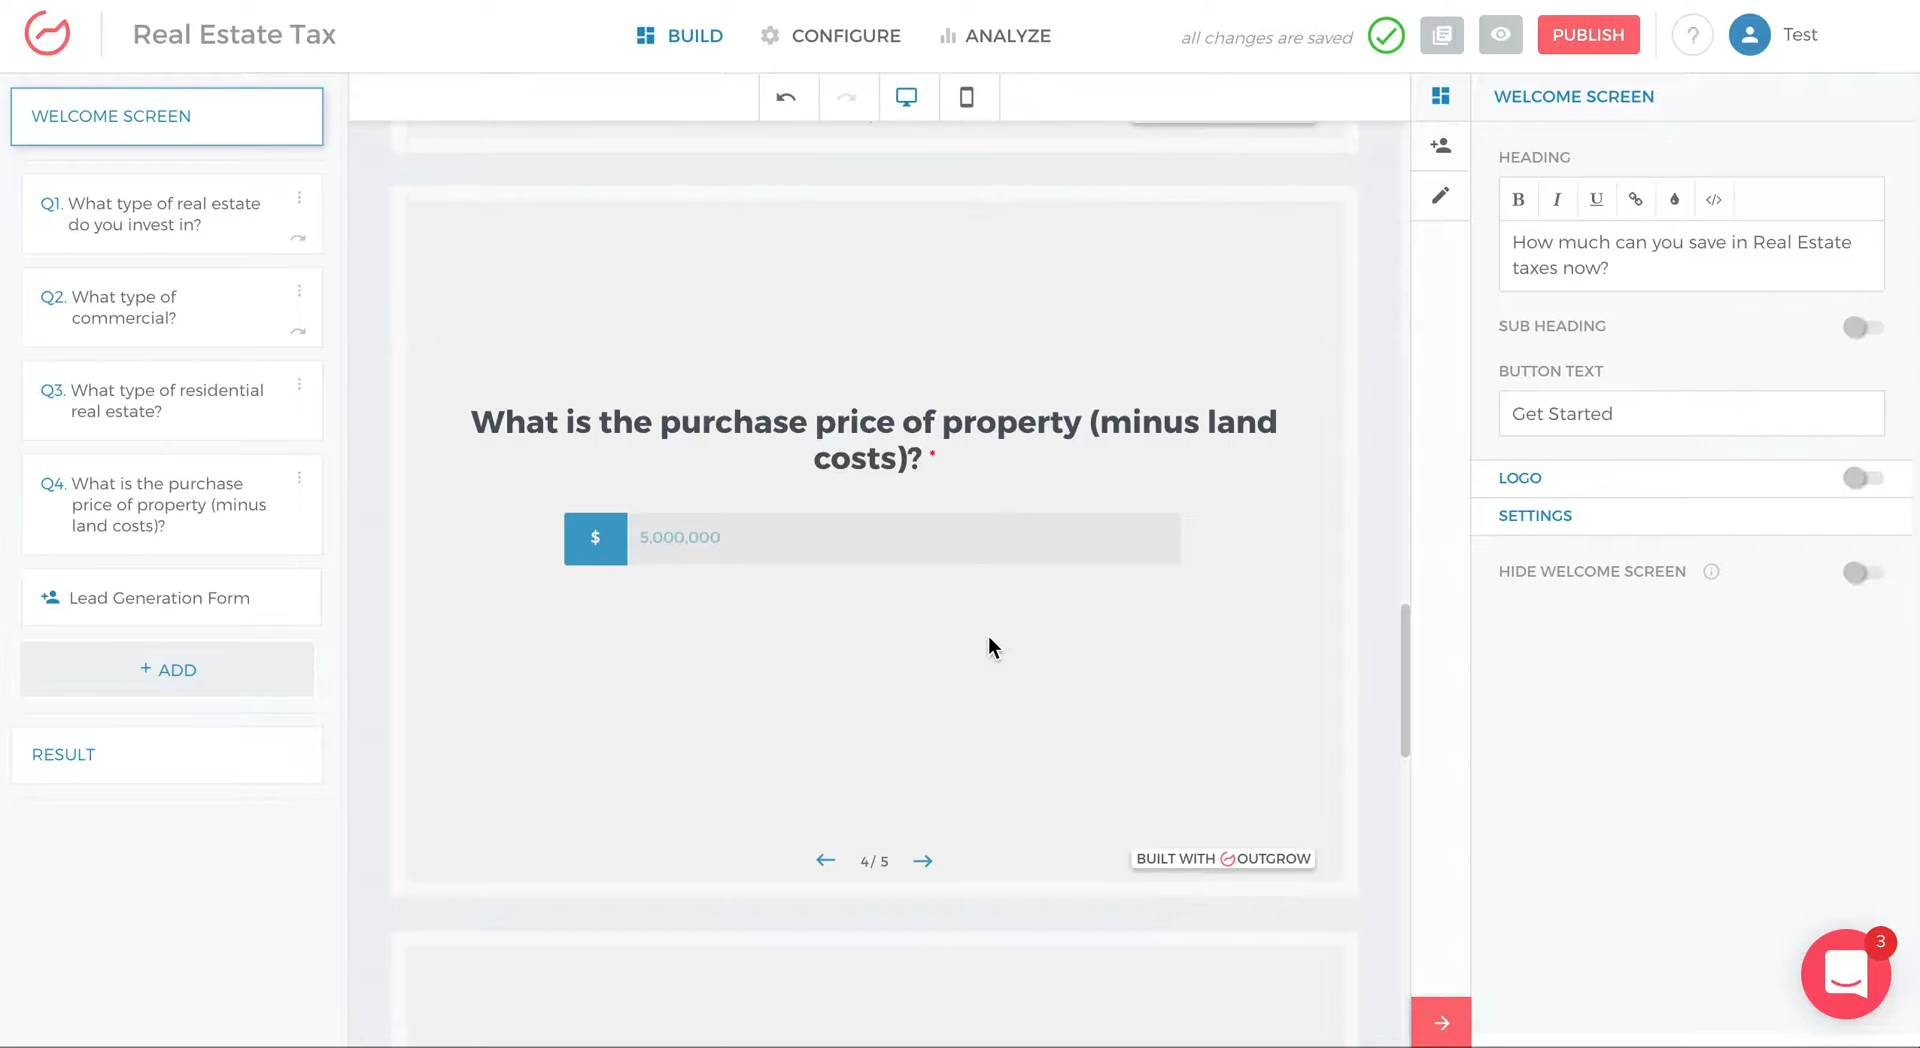 Real Estate Tax
BUILD
CONFIGURE
ANALYZE
all changes are saved
PUBLISH
?
Test
WELCOME SCREEN
Q1. What type of real estate
do you invest in?
Q2. What type of
commercial?
Q3. What type of residential
real estate?
Q4. What is the purchase
price of property (minus
land costs)?
Lead Generation Form
+ ADD
RESULT
What is the purchase price of property (minus land
costs)? *
$ 5,000,000
4/ 5
BUILT WITH OUTGROW
WELCOME SCREEN
HEADING
B I U </>
How much can you save in Real Estate
taxes now?
SUB HEADING
BUTTON TEXT
Get Started
LOGO
SETTINGS
HIDE WELCOME SCREEN
3